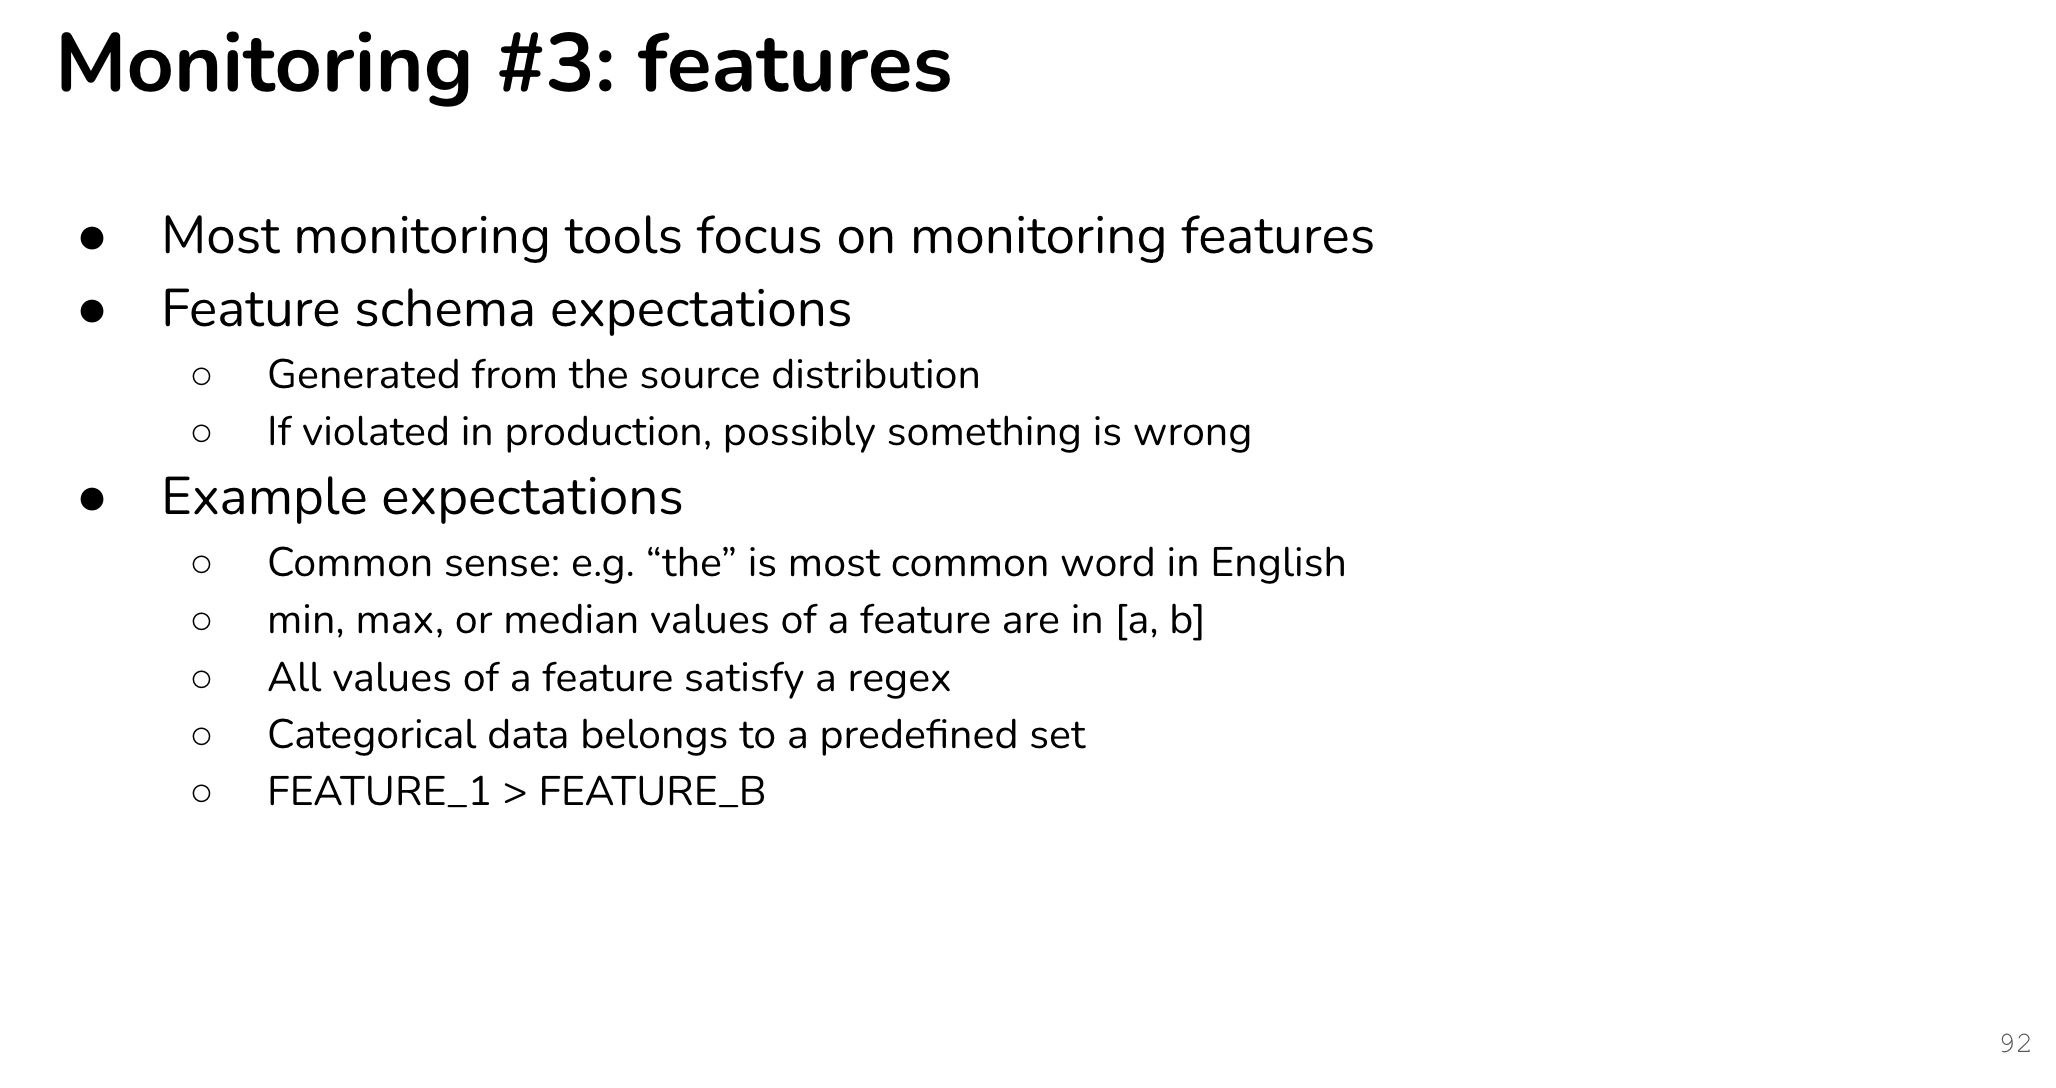 Monitoring #3: features
● Most monitoring tools focus on monitoring features
● Feature schema expectations
○ Generated from the source distribution
○ If violated in production, possibly something is wrong
● Example expectations
○ Common sense: e.g. “the” is most common word in English
○ min, max, or median values of a feature are in [a, b]
○ All values of a feature satisfy a regex
○ Categorical data belongs to a predefined set
○ FEATURE_1 > FEATURE_B
92